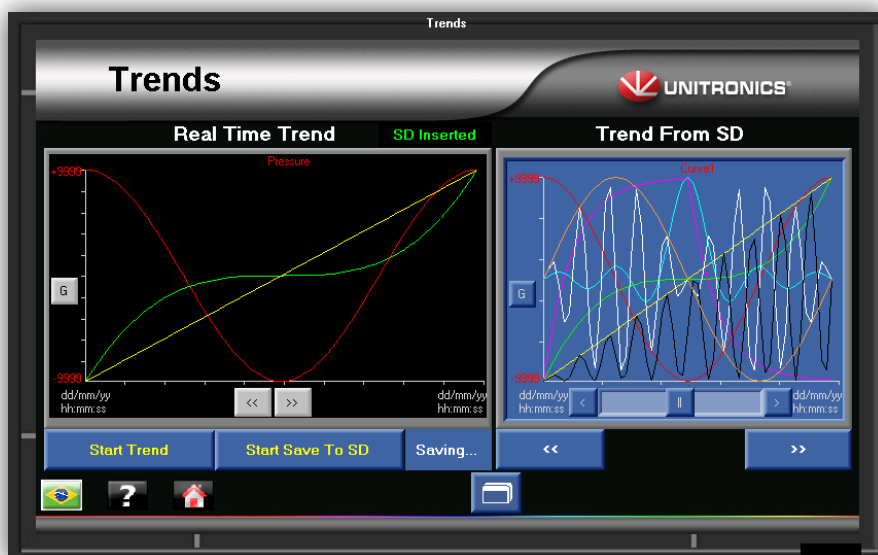 Trends
Trends
UNITRONICS®
Real Time Trend
SD Inserted
Trend From SD
Pressure
+9999
G
-9999
dd/mm/yy
hh:mm:ss
<<
>>
dd/mm/yy
hh:mm:ss
Curve1
+9999
G
-9999
dd/mm/yy
hh:mm:ss
<
||
>
dd/mm/yy
hh:mm:ss
Start Trend
Start Save To SD
Saving...
<<
>>
?